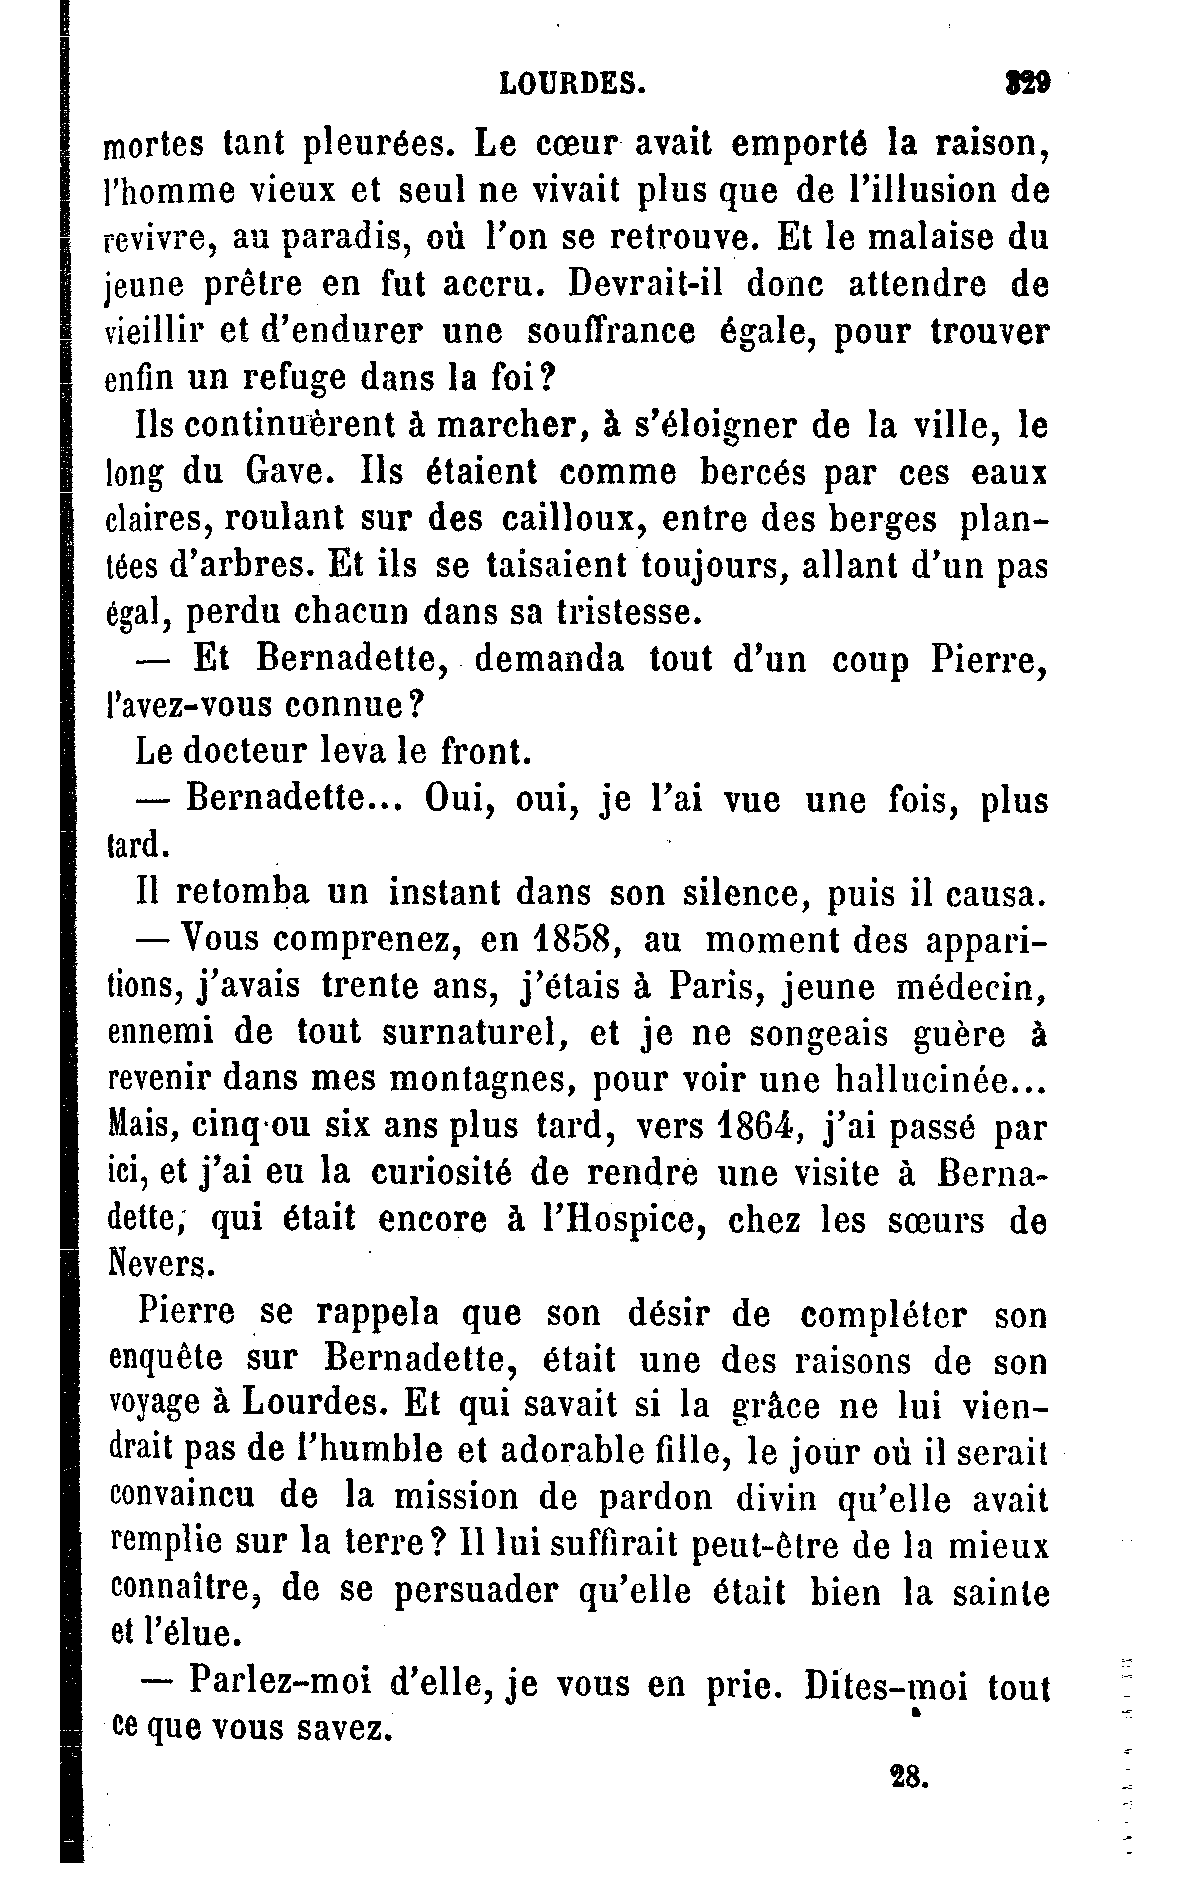 LOURDES. 329
mortes tant pleurées. Le cœur avait emporté la raison,
l'homme vieux et seul ne vivait plus que de l'illusion de
revivre, au paradis, où l'on se retrouve. Et le malaise du
jeune prêtre en fut accru. Devrait-il donc attendre de
vieillir et d'endurer une souffrance égale, pour trouver
enfin un refuge dans la foi?
Ils continuèrent à marcher, à s'éloigner de la ville, le
long du Gave. Ils étaient comme bercés par ces eaux
claires, roulant sur des cailloux, entre des berges plan-
tées d'arbres. Et ils se taisaient toujours, allant d'un pas
égal, perdu chacun dans sa tristesse.
— Et Bernadette, demanda tout d'un coup Pierre,
l'avez-vous connue?
Le docteur leva le front.
— Bernadette... Oui, oui, je l'ai vue une fois, plus
tard.
Il retomba un instant dans son silence, puis il causa.
— Vous comprenez, en 1858, au moment des appari-
tions, j'avais trente ans, j'étais à Paris, jeune médecin,
ennemi de tout surnaturel, et je ne songeais guère à
revenir dans mes montagnes, pour voir une hallucinée...
Mais, cinq ou six ans plus tard, vers 1864, j'ai passé par
ici, et j'ai eu la curiosité de rendre une visite à Berna-
dette, qui était encore à l'Hospice, chez les sœurs de
Nevers.
Pierre se rappela que son désir de compléter son
enquête sur Bernadette, était une des raisons de son
voyage à Lourdes. Et qui savait si la grâce ne lui vien-
drait pas de l'humble et adorable fille, le jour où il serait
convaincu de la mission de pardon divin qu'elle avait
remplie sur la terre? Il lui suffirait peut-être de la mieux
connaître, de se persuader qu'elle était bien la sainte
et l'élue.
— Parlez-moi d'elle, je vous en prie. Dites-moi tout
ce que vous savez.
28.